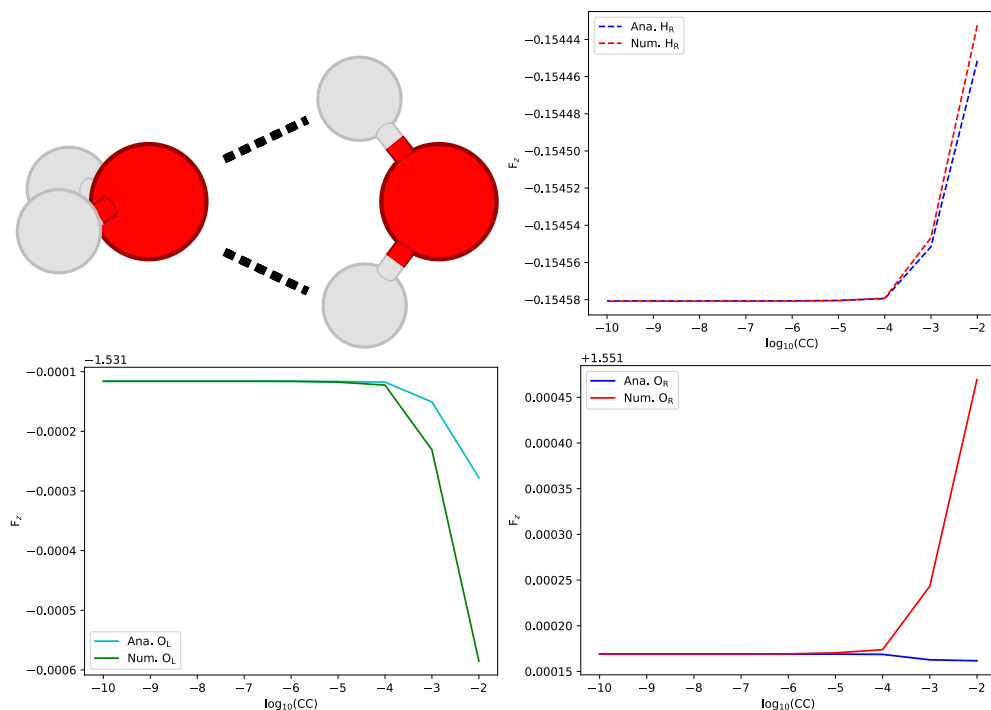 Ana. H_R
Num. H_R
−0.15444
−0.15446
−0.15448
−0.15450
−0.15452
−0.15454
−0.15456
−0.15458
F_z
−10 −9 −8 −7 −6 −5 −4 −3 −2
log_10(CC)
−1.531
−0.0001
−0.0002
−0.0003
−0.0004
−0.0005
−0.0006
F_z
Ana. O_L
Num. O_L
−10 −9 −8 −7 −6 −5 −4 −3 −2
log_10(CC)
+1.551
Ana. O_R
Num. O_R
0.00045
0.00040
0.00035
0.00030
0.00025
0.00020
0.00015
F_z
−10 −9 −8 −7 −6 −5 −4 −3 −2
log_10(CC)